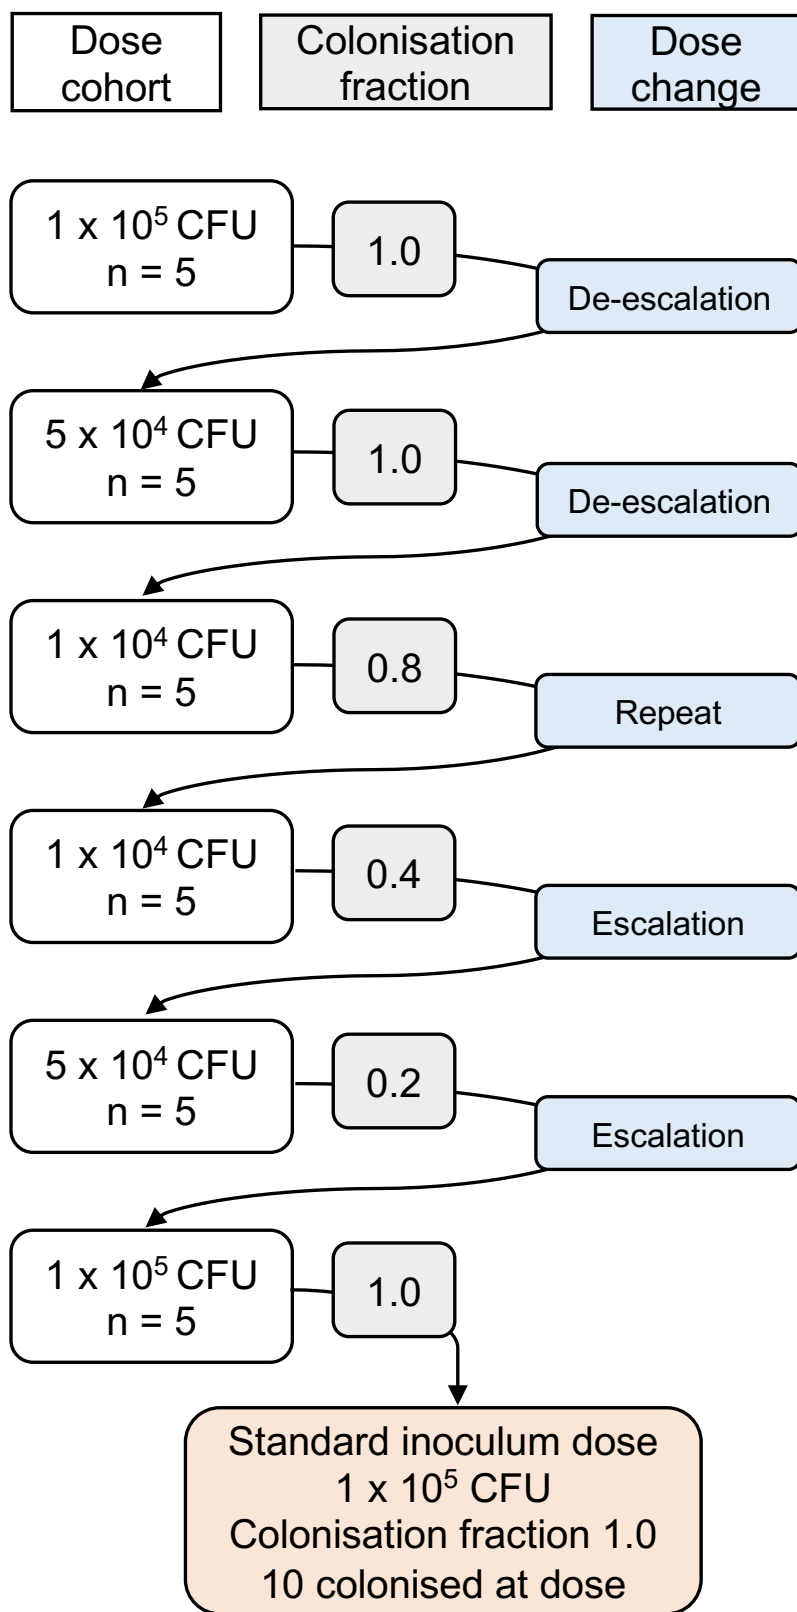 Dose
cohort
Colonisation
fraction
Dose
change
1 x 10⁵ CFU
n = 5
1.0
De-escalation
5 x 10⁴ CFU
n = 5
1.0
De-escalation
1 x 10⁴ CFU
n = 5
0.8
Repeat
1 x 10⁴ CFU
n = 5
0.4
Escalation
5 x 10⁴ CFU
n = 5
0.2
Escalation
1 x 10⁵ CFU
n = 5
1.0
Standard inoculum dose
1 x 10⁵ CFU
Colonisation fraction 1.0
10 colonised at dose